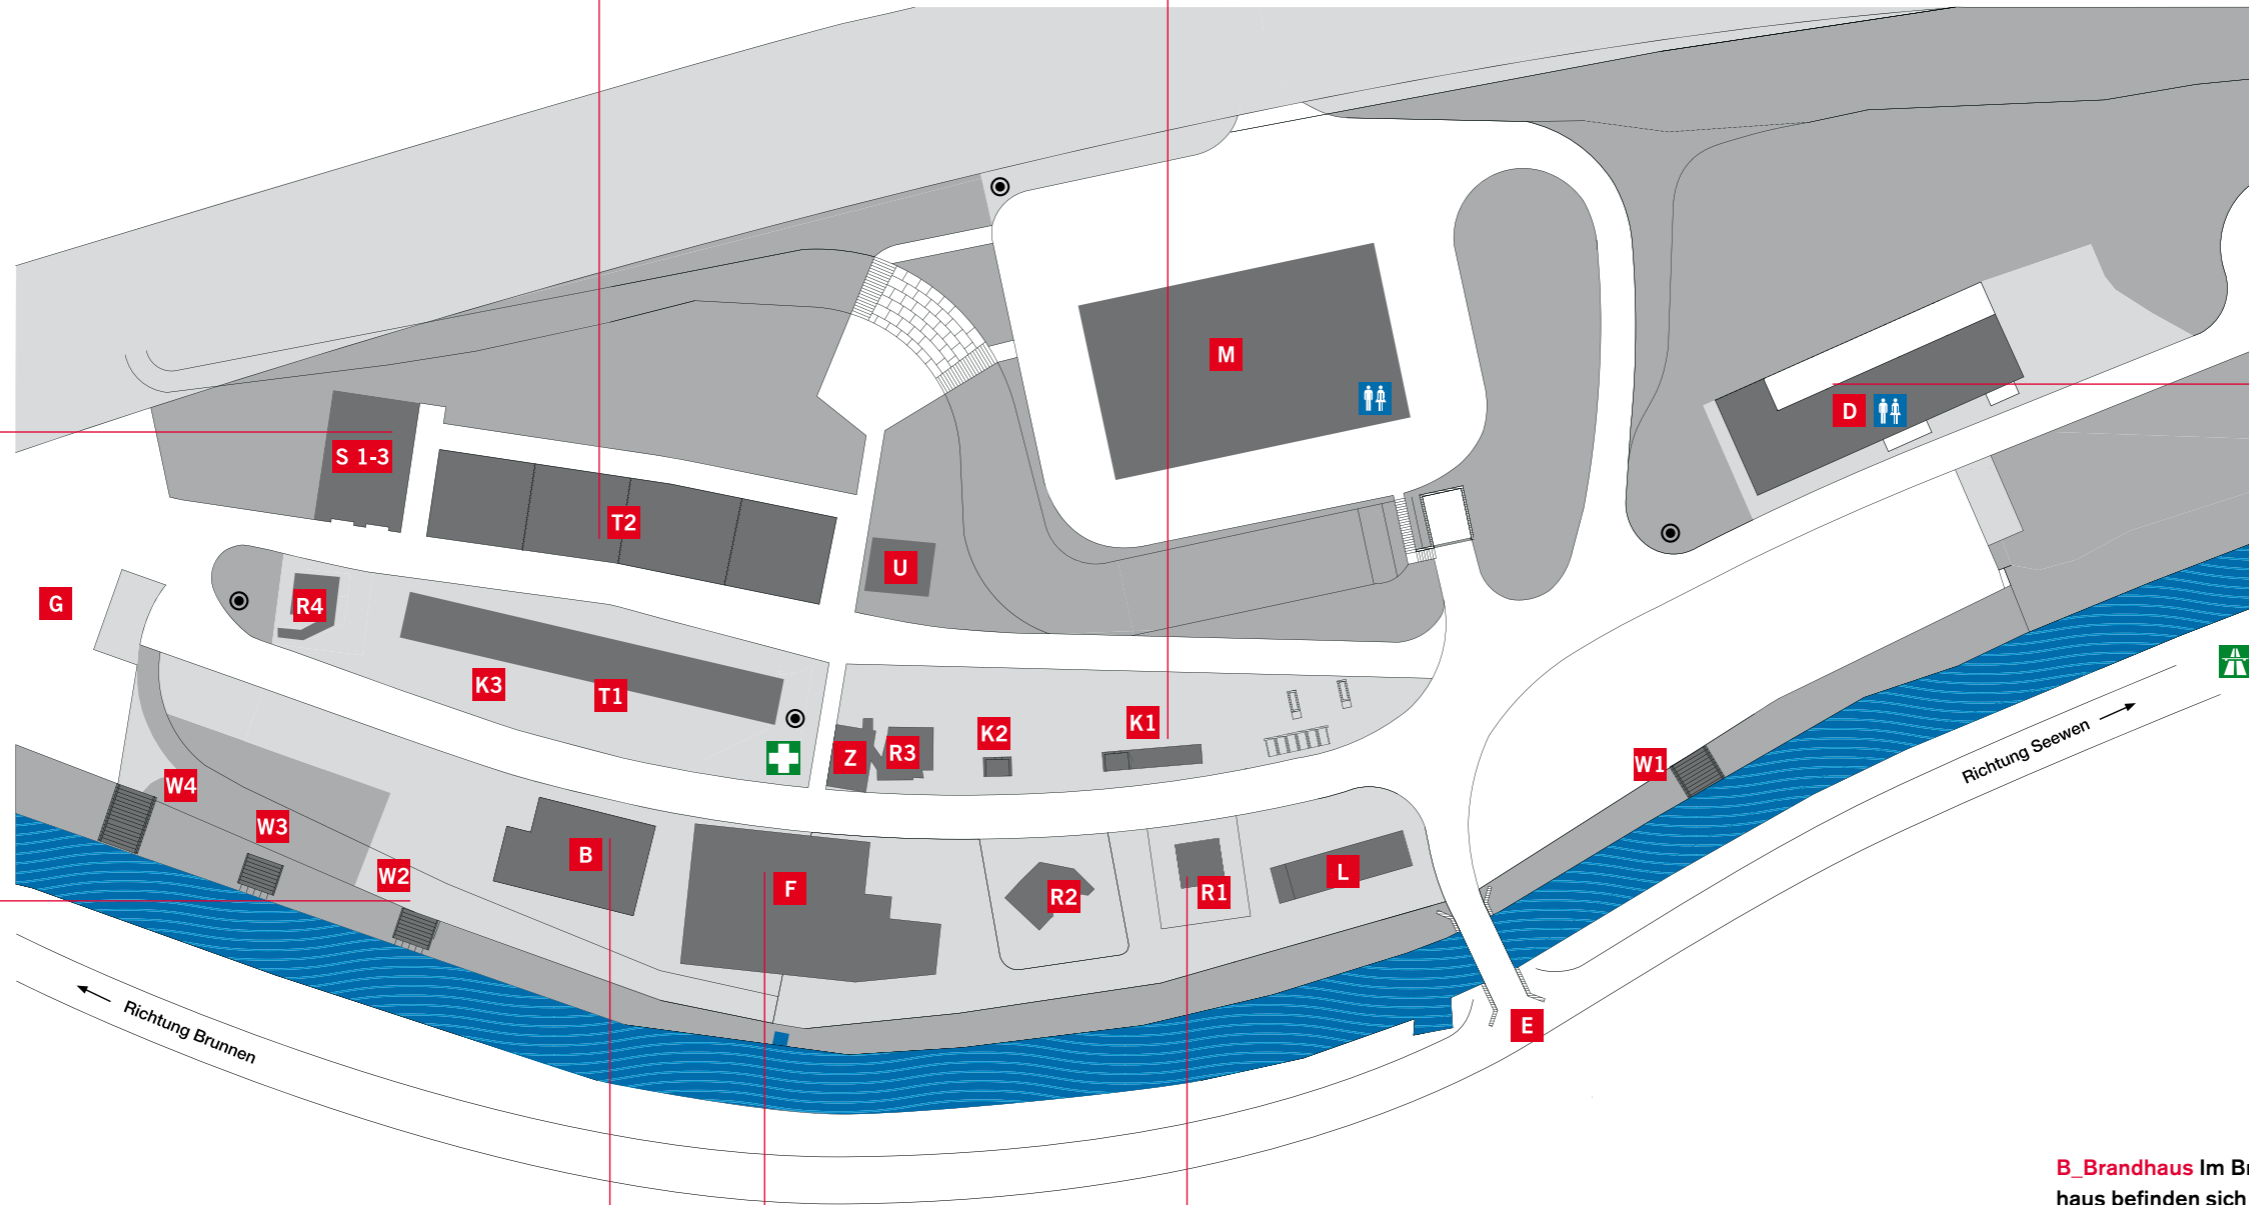 M
D
S 1-3
T2
U
G
R4
K3
T1
K2
K1
Z
R3
W1
Richtung Seewen
W4
W3
W2
B
F
R2
R1
L
E
Richtung Brunnen
B_Brandhaus Im Br
haus befinden sich